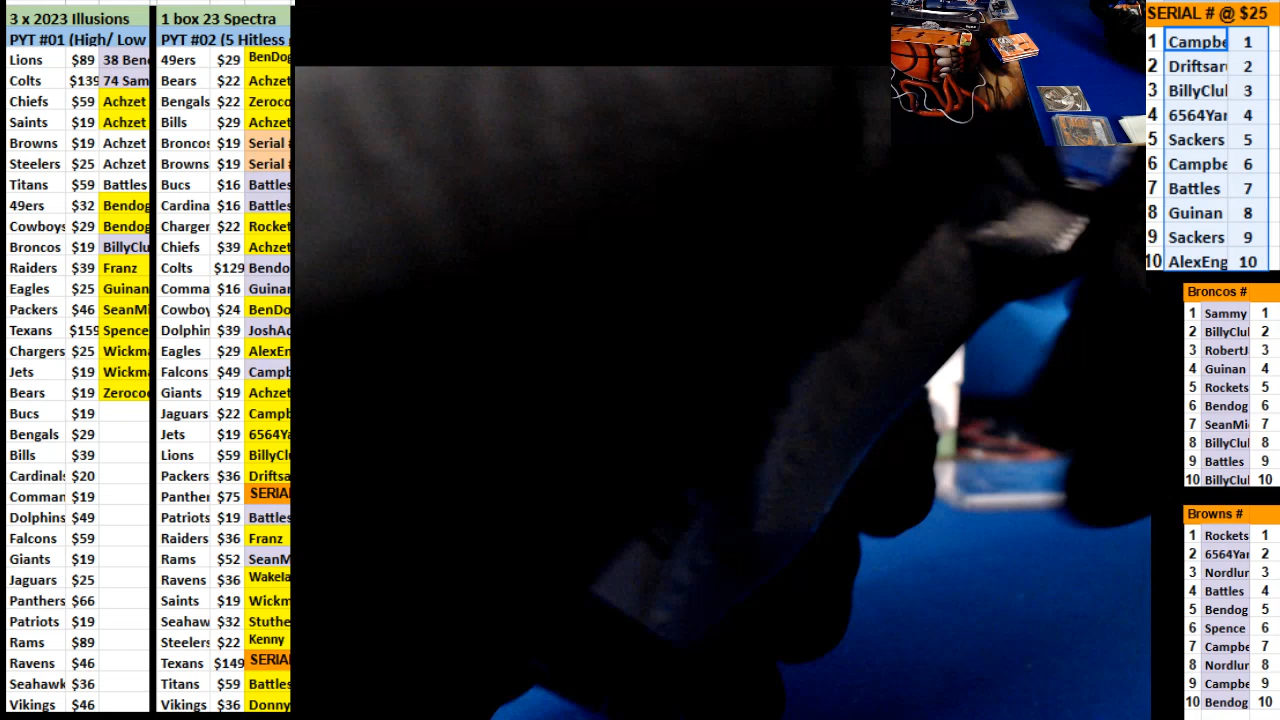 3 x 2023 Illusions
PYT #01 (High/ Low
Lions $89 38 Ben
Colts $139 74 Sam
Chiefs $59 Achzet
Saints $19 Achzet
Browns $19 Achzet
Steelers $25 Achzet
Titans $59 Battles
49ers $32 Bendog
Cowboys $29 Bendog
Broncos $19 BillyClu
Raiders $39 Franz
Eagles $25 Guinan
Packers $46 SeanMi
Texans $159 Spence
Chargers $25 Wickma
Jets $19 Wickma
Bears $19 Zeroco
Bucs $19
Bengals $29
Bills $39
Cardinals $20
Comman $19
Dolphins $49
Falcons $59
Giants $19
Jaguars $25
Panthers $66
Patriots $19
Rams $89
Ravens $46
Seahawk $36
Vikings $46
1 box 23 Spectra
PYT #02 (5 Hitless
49ers $29 BenDog
Bears $22 Achzet
Bengals $22 Zeroco
Bills $29 Achzet
Broncos $19 Serial #
Browns $19 Serial #
Bucs $16 Battles
Cardina $16 Battles
Charger $22 Rocket
Chiefs $39 Achzet
Colts $129 Bendo
Comma $16 Guinan
Cowboy $24 BenDo
Dolphin $39 JoshAc
Eagles $29 AlexEn
Falcons $49 Campb
Giants $19 Achzet
Jaguars $22 Campb
Jets $19 6564Ya
Lions $59 BillyClu
Packers $36 Driftsa
Panther $75 SERIA
Patriots $19 Battles
Raiders $36 Franz
Rams $52 SeanM
Ravens $36 Wakela
Saints $19 Wickm
Seahaw $32 Stuthe
Steelers $22 Kenny
Texans $149 SERIA
Titans $59 Battles
Vikings $36 Donny
SERIAL # @ $25
1 Campbe 1
2 Driftsar 2
3 BillyClul 3
4 6564Yar 4
5 Sackers 5
6 Campbe 6
7 Battles 7
8 Guinan 8
9 Sackers 9
10 AlexEng 10
Broncos #
1 Sammy 1
2 BillyClul 2
3 RobertJ 3
4 Guinan 4
5 Rockets 5
6 Bendog 6
7 SeanMi 7
8 BillyClul 8
9 Battles 9
10 BillyClul 10
Browns #
1 Rockets 1
2 6564Yar 2
3 Nordlur 3
4 Battles 4
5 Bendog 5
6 Spence 6
7 Campbe 7
8 Nordlur 8
9 Campbe 9
10 Bendog 10